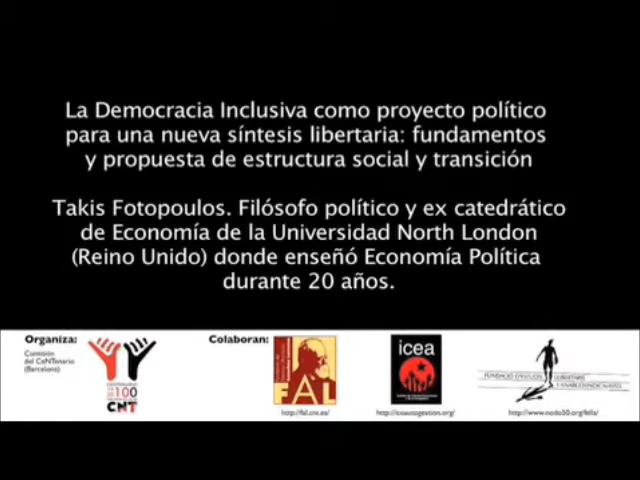 La Democracia Inclusiva como proyecto político
para una nueva síntesis libertaria: fundamentos
y propuesta de estructura social y transición
Takis Fotopoulos. Filósofo político y ex catedrático
de Economía de la Universidad North London
(Reino Unido) donde enseñó Economía Política
durante 20 años.
Organiza:
Comisión
del CeNTenario
(Barcelona)
100
CNT
Colaboran:
FAL
http://fal.cnt.es/
icea
http://iceautogestion.org/
http://www.nodo50.org/fella/